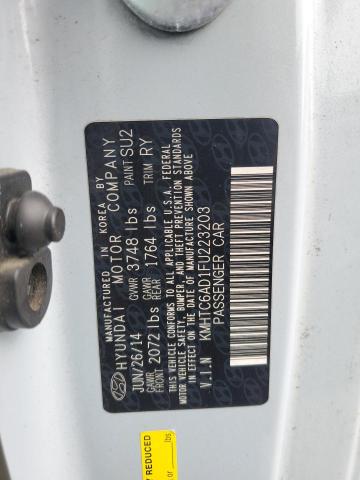 MANUFACTURED IN KOREA BY
HYUNDAI MOTOR COMPANY
JUN/26/14 GVWR 3748 lbs PAINT SU2
GAWR FRONT 2072 lbs GAWR REAR 1764 lbs TRIM RY
THIS VEHICLE CONFORMS TO ALL APPLICABLE U.S.
FEDERAL MOTOR VEHICLE SAFETY, BUMPER, AND THEFT PREVENTION
STANDARDS IN EFFECT ON THE DATE OF MANUFACTURE SHOWN ABOVE.
V.I.N KMHTC6AD1FU223203
PASSENGER CAR
Y REDUCED
lbs